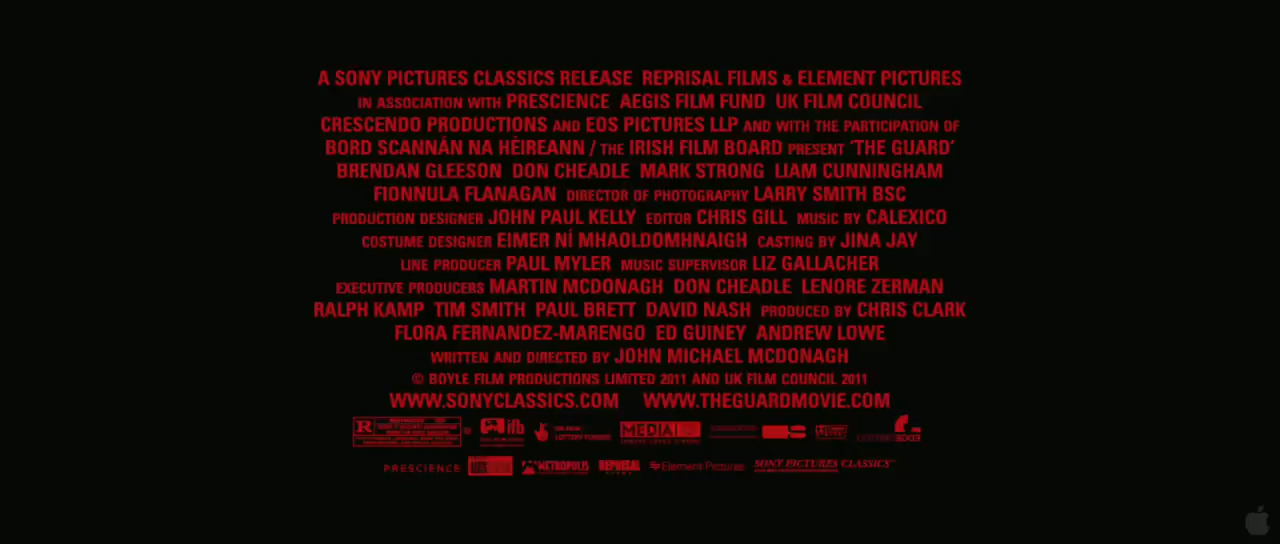 A SONY PICTURES CLASSICS RELEASE REPRISAL FILMS & ELEMENT PICTURES
IN ASSOCIATION WITH PRESCIENCE AEGIS FILM FUND UK FILM COUNCIL
CRESCENDO PRODUCTIONS AND EOS PICTURES LLP AND WITH THE PARTICIPATION OF
BORD SCANNÁN NA HÉIREANN / THE IRISH FILM BOARD PRESENT 'THE GUARD'
BRENDAN GLEESON DON CHEADLE MARK STRONG LIAM CUNNINGHAM
FIONNULA FLANAGAN DIRECTOR OF PHOTOGRAPHY LARRY SMITH BSC
PRODUCTION DESIGNER JOHN PAUL KELLY EDITOR CHRIS GILL MUSIC BY CALEXICO
COSTUME DESIGNER EIMER NÍ MHAOLDOMHNAIGH CASTING BY JINA JAY
LINE PRODUCER PAUL MYLER MUSIC SUPERVISOR LIZ GALLACHER
EXECUTIVE PRODUCERS MARTIN MCDONAGH DON CHEADLE LENORE ZERMAN
RALPH KAMP TIM SMITH PAUL BRETT DAVID NASH PRODUCED BY CHRIS CLARK
FLORA FERNANDEZ-MARENGO ED GUINEY ANDREW LOWE
WRITTEN AND DIRECTED BY JOHN MICHAEL MCDONAGH
© BOYLE FILM PRODUCTIONS LIMITED 2011 AND UK FILM COUNCIL 2011
WWW.SONYCLASSICS.COM WWW.THEGUARDMOVIE.COM
R ifb LOTTERY MEDIA
PRESCIENCE METROPOLIS REPRISAL Element Pictures SONY PICTURES CLASSICS